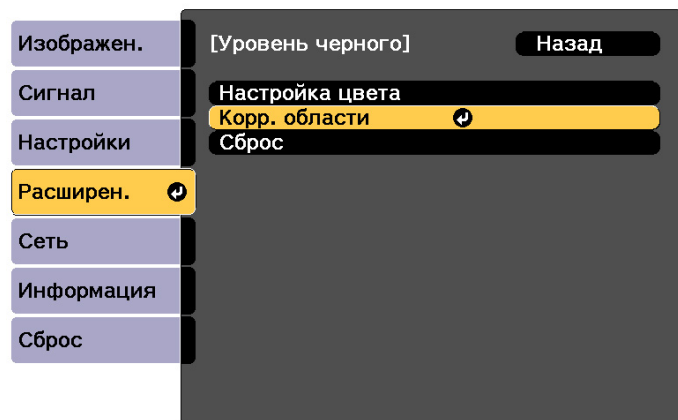 Изображен.
Сигнал
Настройки
Расширен.
Сеть
Информация
Сброс
[Уровень черного]
Назад
Настройка цвета
Корр. области
Сброс